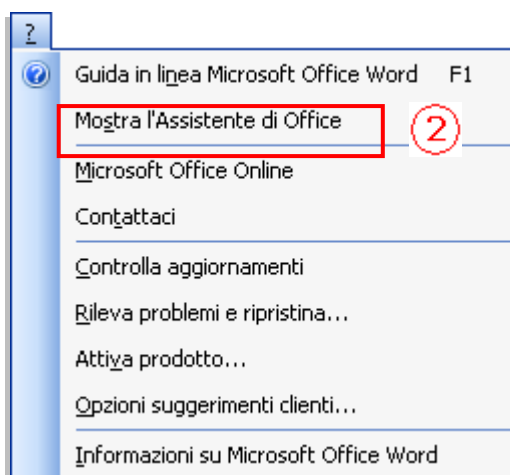 ?
Guida in linea Microsoft Office Word F1
Mostra l'Assistente di Office
2
Microsoft Office Online
Contattaci
Controlla aggiornamenti
Rileva problemi e ripristina...
Attiva prodotto...
Opzioni suggerimenti clienti...
Informazioni su Microsoft Office Word